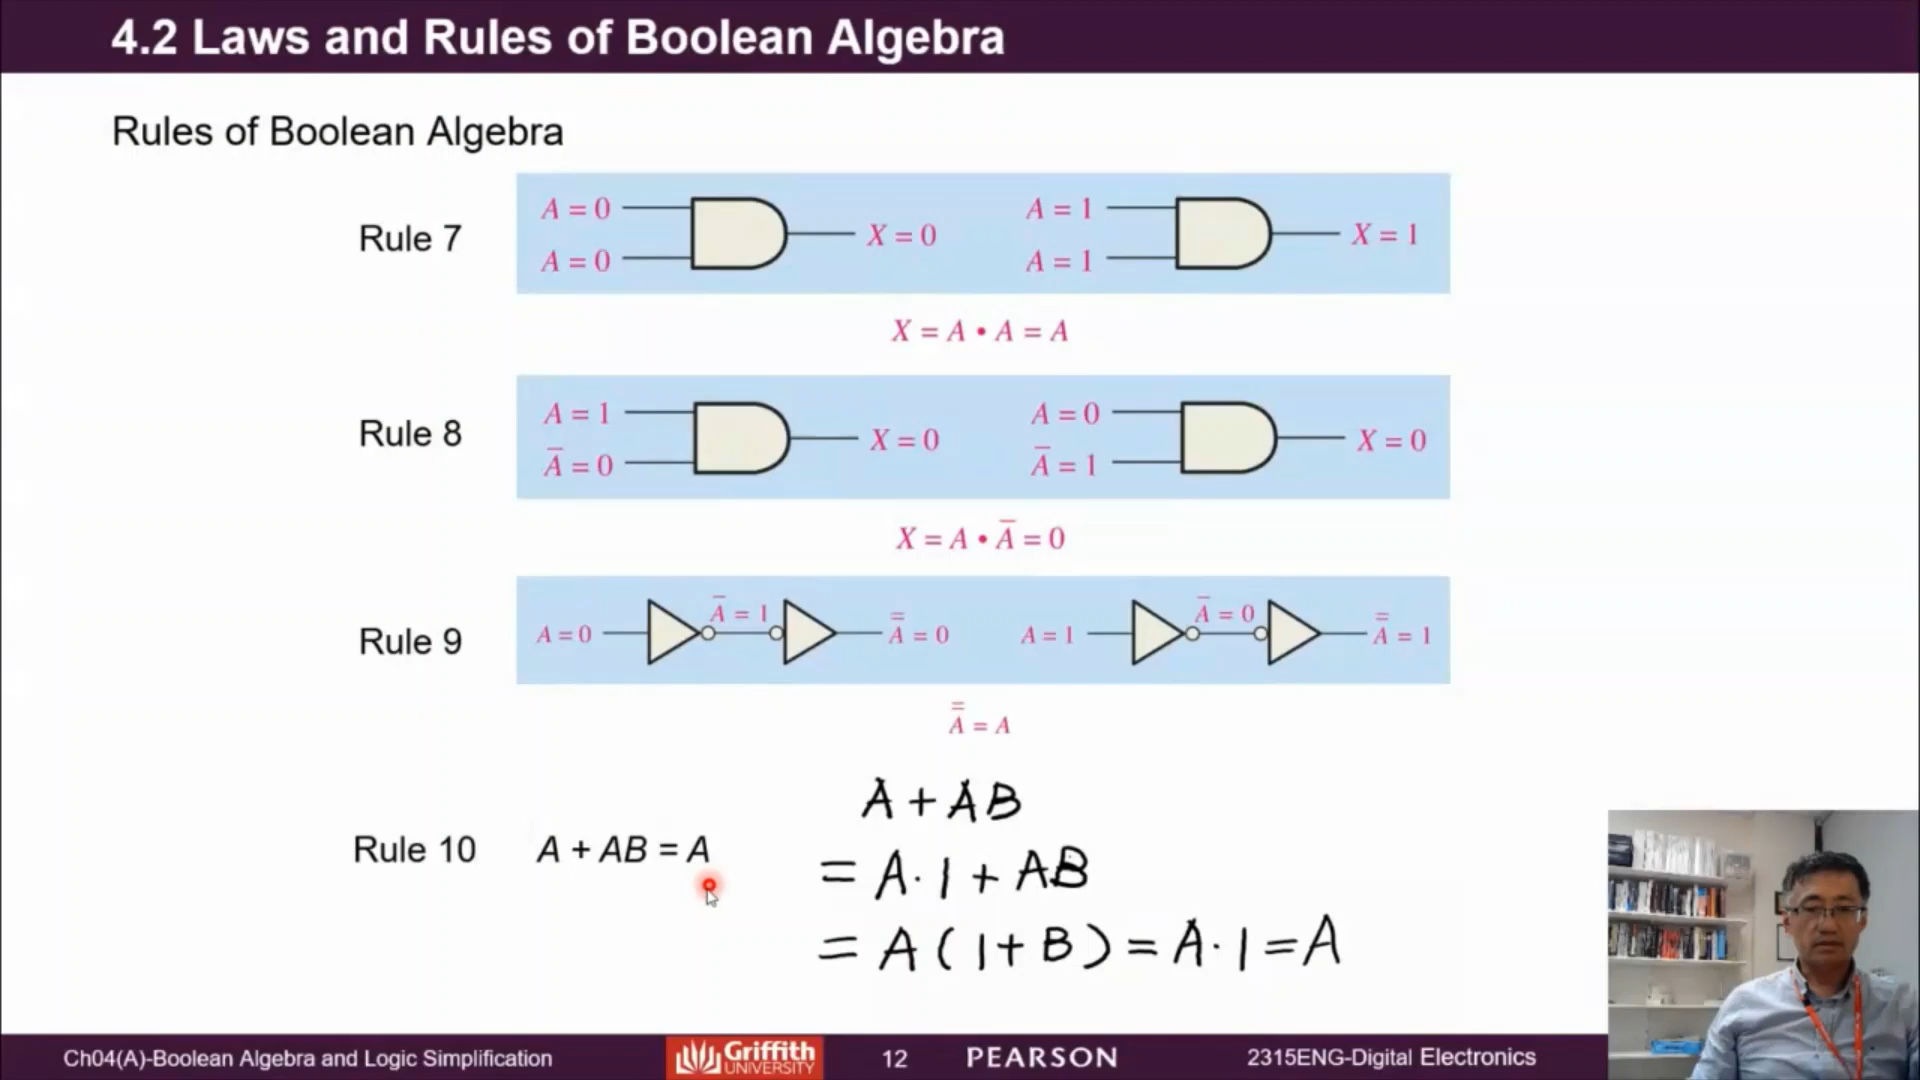 4.2 Laws and Rules of Boolean Algebra
Rules of Boolean Algebra
Rule 7
A = 0
A = 0
X = 0
A = 1
A = 1
X = 1
X = A • A = A
Rule 8
A = 1
A̅ = 0
X = 0
A = 0
A̅ = 1
X = 0
X = A • A̅ = 0
Rule 9
A = 0
A̅ = 1
A̿ = 0
A = 1
A̅ = 0
A̿ = 1
A̿ = A
Rule 10 A + AB = A
A + AB
= A · 1 + AB
= A ( 1 + B ) = A · 1 = A
Ch04(A)-Boolean Algebra and Logic Simplification
Griffith
UNIVERSITY
12
PEARSON
2315ENG-Digital Electronics